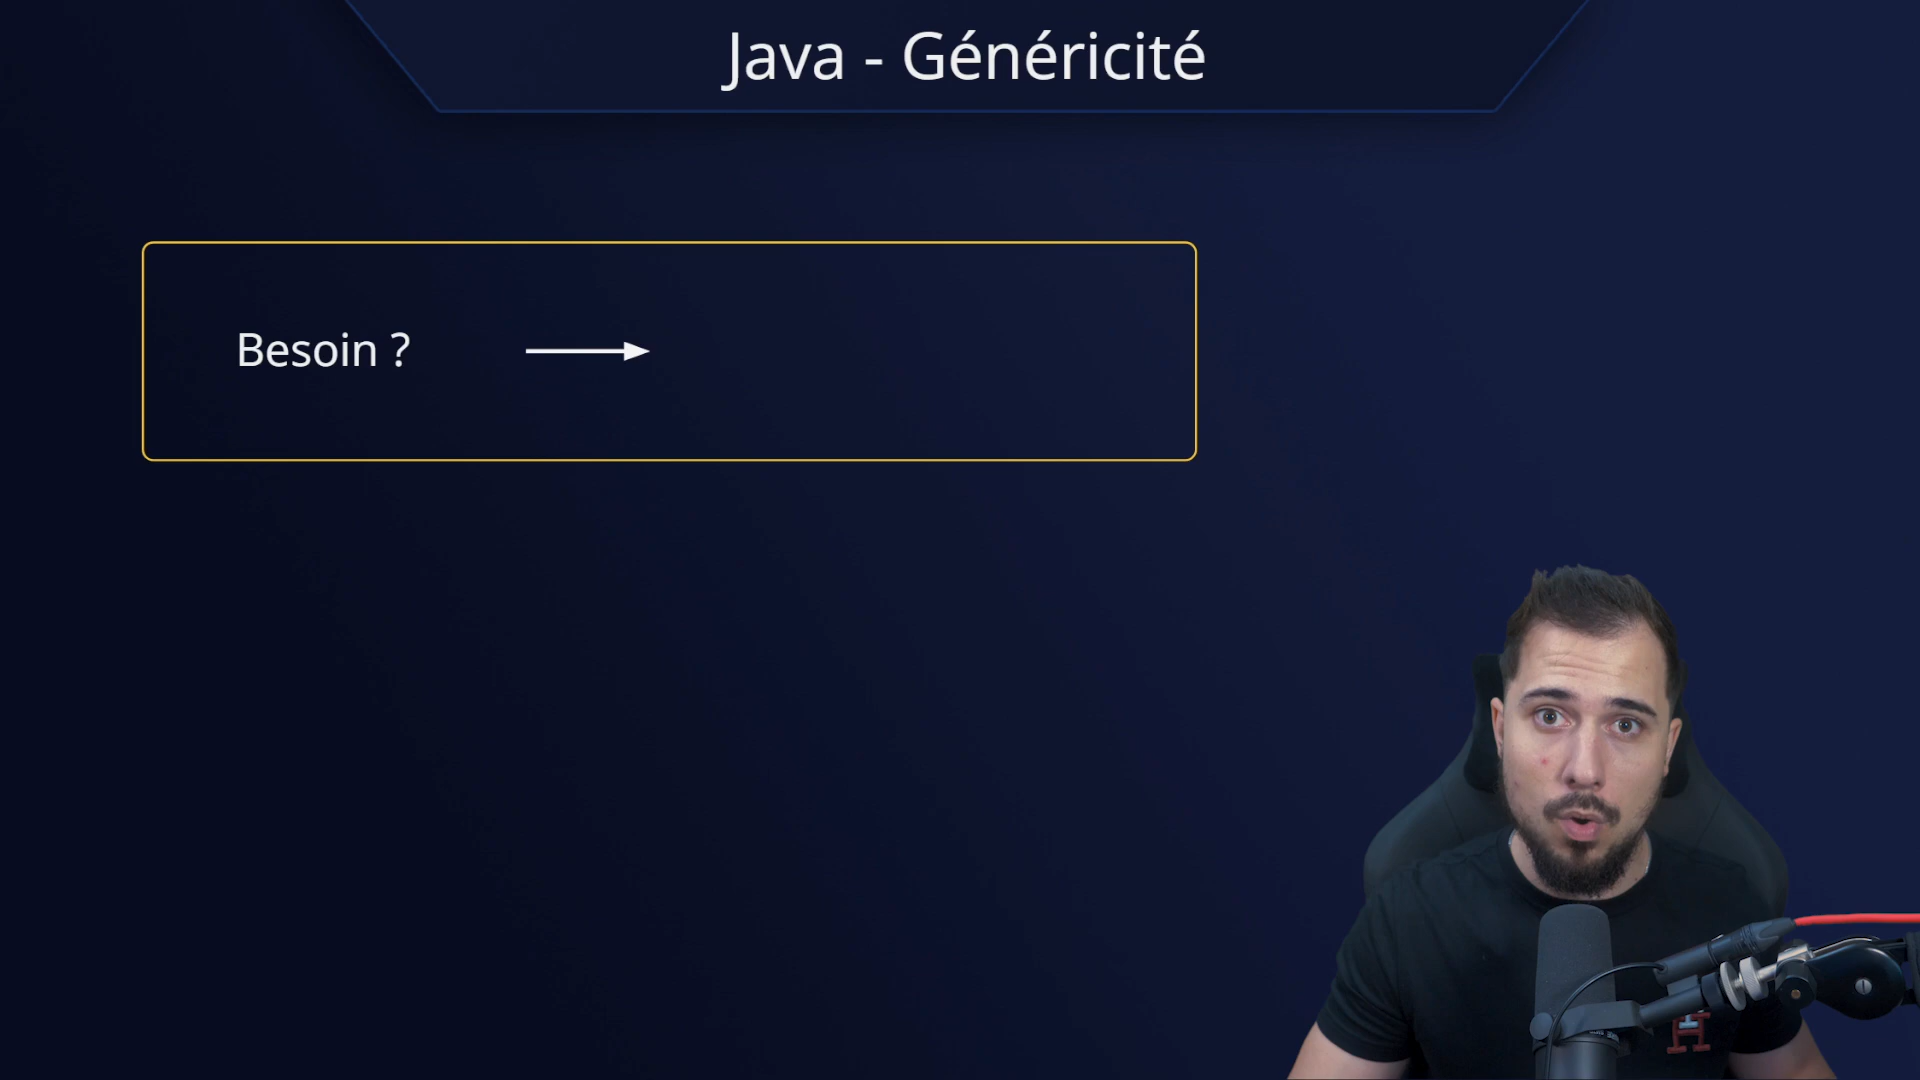 Java - Généricité
Besoin ?
H